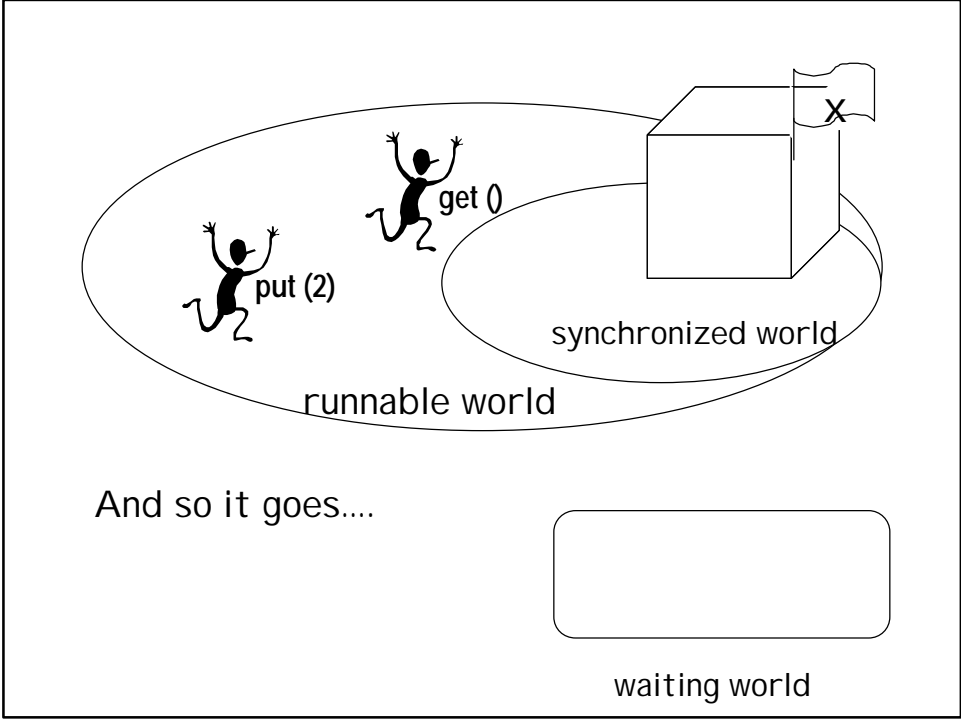 X
get ()
put (2)
synchronized world
runnable world
And so it goes....
waiting world